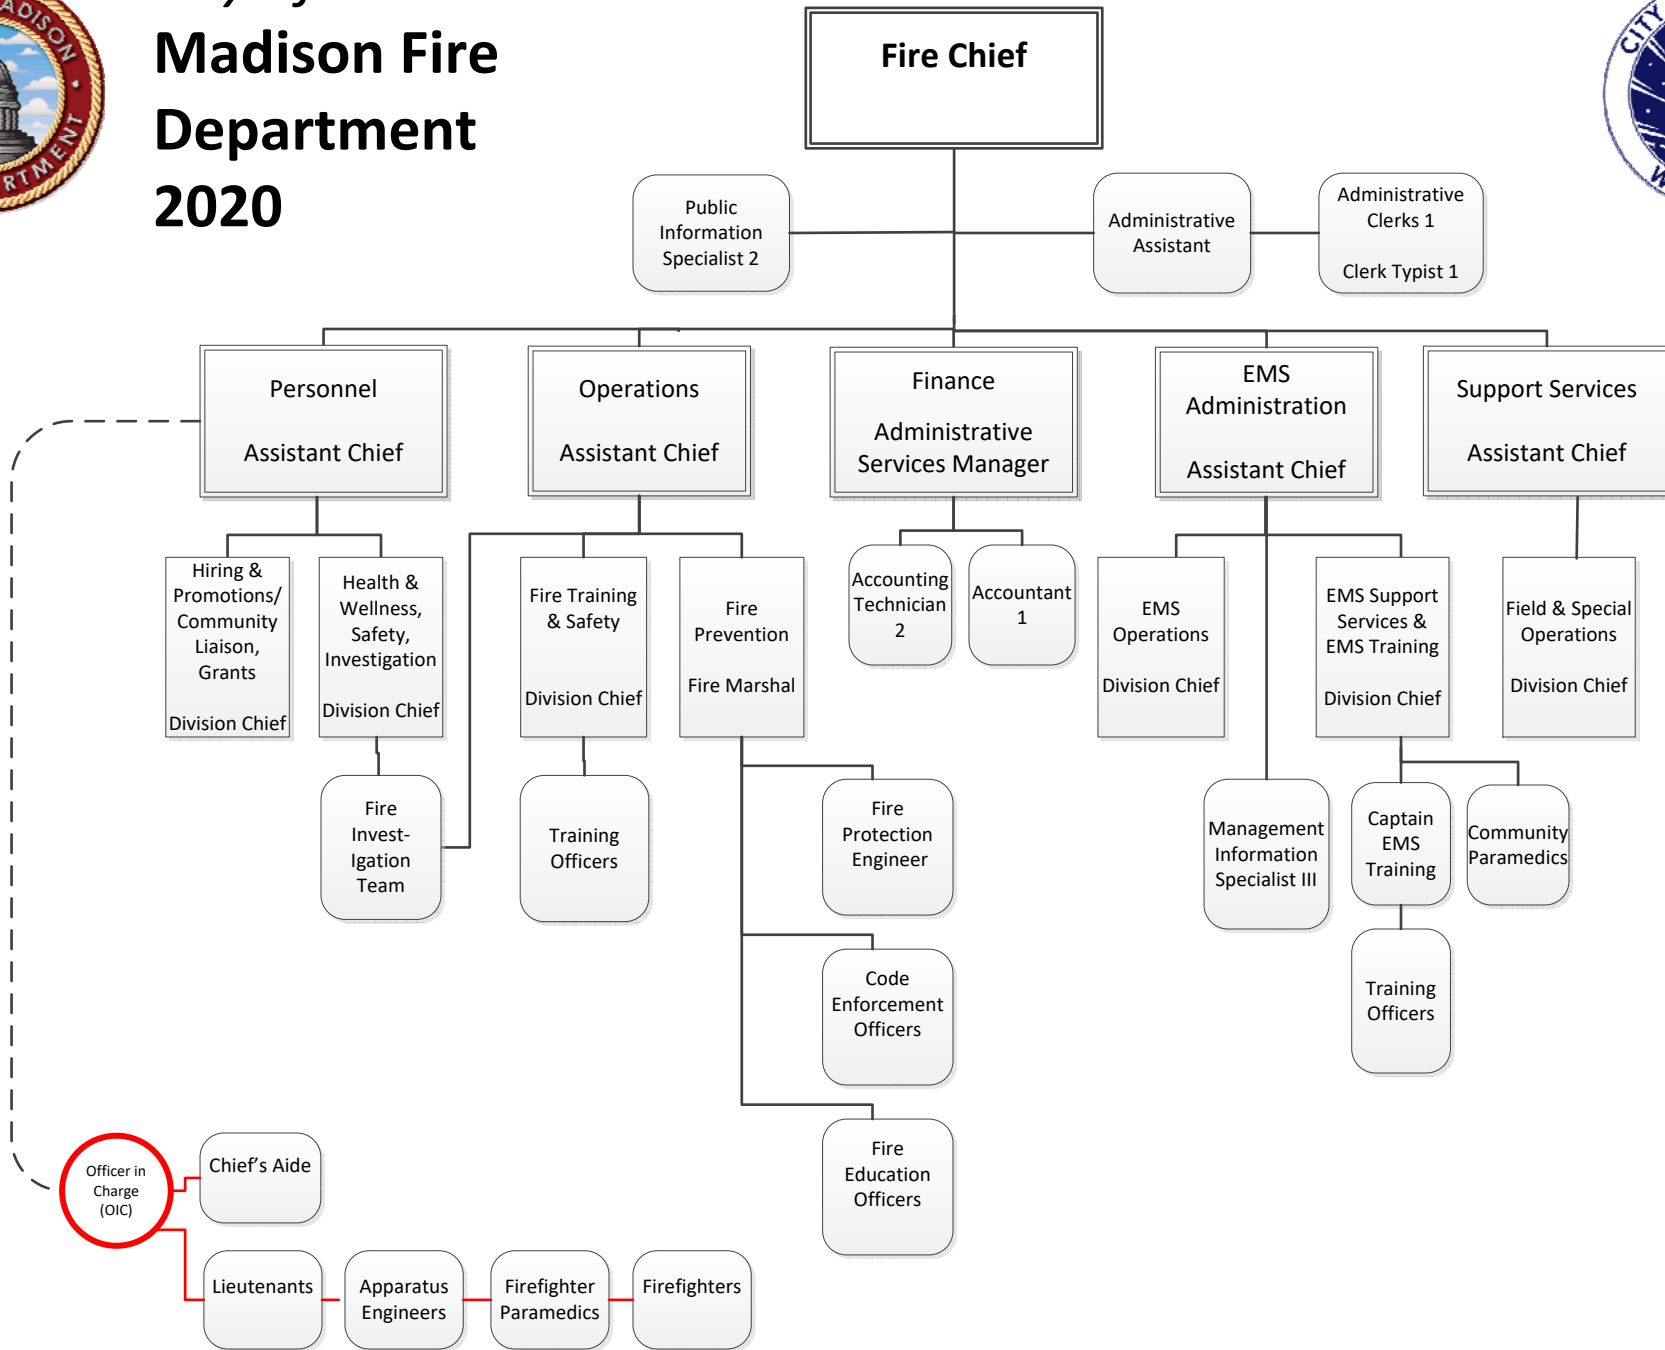 Madison Fire
Department
2020
Fire Chief
Public
Information
Specialist 2
Administrative
Assistant
Administrative
Clerks 1
Clerk Typist 1
Personnel
Assistant Chief
Operations
Assistant Chief
Finance
Administrative
Services Manager
EMS
Administration
Assistant Chief
Support Services
Assistant Chief
Hiring &
Promotions/
Community
Liaison,
Grants
Division Chief
Health &
Wellness,
Safety,
Investigation
Division Chief
Fire Training
& Safety
Division Chief
Fire
Prevention
Fire Marshal
Accounting
Technician
2
Accountant
1
EMS
Operations
Division Chief
EMS Support
Services &
EMS Training
Division Chief
Field & Special
Operations
Division Chief
Fire
Invest-
Igation
Team
Training
Officers
Fire
Protection
Engineer
Management
Information
Specialist III
Captain
EMS
Training
Community
Paramedics
Code
Enforcement
Officers
Training
Officers
Fire
Education
Officers
Officer in
Charge
(OIC)
Chief’s Aide
Lieutenants
Apparatus
Engineers
Firefighter
Paramedics
Firefighters
CITY